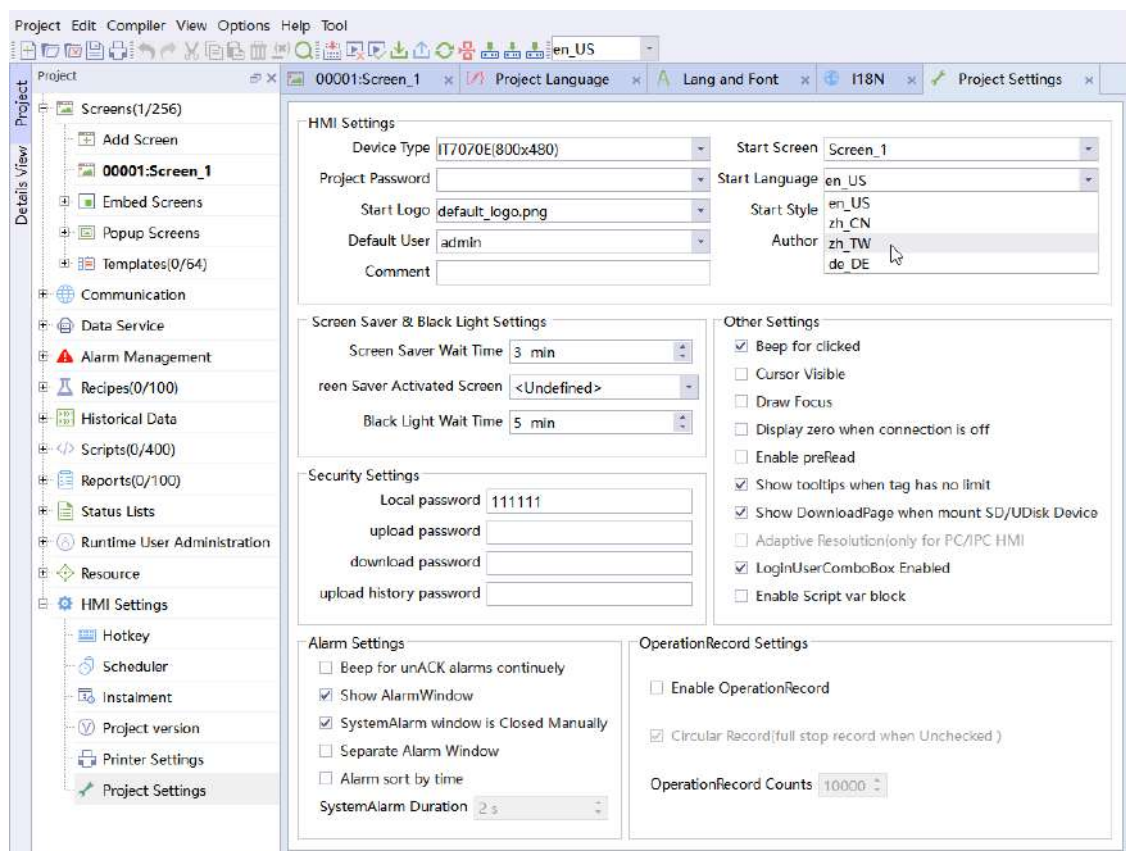 Project Edit Compiler View Options Help Tool
en_US
Project
Details View
Project
00001:Screen_1
Project Language
Lang and Font
I18N
Project Settings
Screens(1/256)
Add Screen
00001:Screen_1
Embed Screens
Popup Screens
Templates(0/64)
Communication
Data Service
Alarm Management
Recipes(0/100)
Historical Data
Scripts(0/400)
Reports(0/100)
Status Lists
Runtime User Administration
Resource
HMI Settings
Hotkey
Scheduler
Instalment
Project version
Printer Settings
Project Settings
HMI Settings
Device Type IT7070E(800x480)
Project Password
Start Logo default_logo.png
Default User admin
Comment
Start Screen Screen_1
Start Language en_US
Start Style
Author
en_US
zh_CN
zh_TW
de_DE
Screen Saver & Black Light Settings
Screen Saver Wait Time 3 min
reen Saver Activated Screen <Undefined>
Black Light Wait Time 5 min
Security Settings
Local password 111111
upload password
download password
upload history password
Other Settings
Beep for clicked
Cursor Visible
Draw Focus
Display zero when connection is off
Enable preRead
Show tooltips when tag has no limit
Show DownloadPage when mount SD/UDisk Device
Adaptive Resolution(only for PC/IPC HMI
LoginUserComboBox Enabled
Enable Script var block
Alarm Settings
Beep for unACK alarms continuely
Show AlarmWindow
SystemAlarm window is Closed Manually
Separate Alarm Window
Alarm sort by time
SystemAlarm Duration 2 s
OperationRecord Settings
Enable OperationRecord
Circular Record(full stop record when Unchecked )
OperationRecord Counts 10000